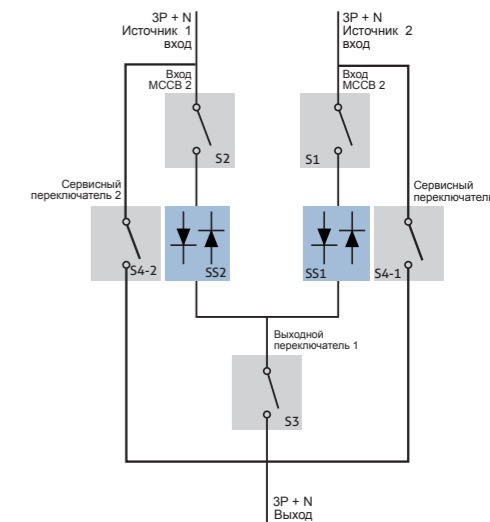 3P + N
Источник 1
вход
3P + N
Источник 2
вход
Вход
MCCB 2
Вход
MCCB 2
S2
S1
Сервисный
переключатель 2
Сервисный
переключатель
S4-2
SS2
SS1
S4-1
Выходной
переключатель 1
S3
3P + N
Выход